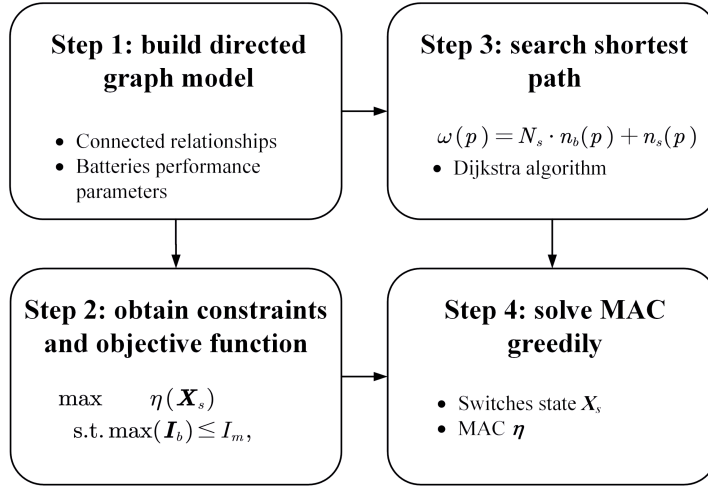 Step 1: build directed
graph model
• Connected relationships
• Batteries performance
parameters
Step 3: search shortest
path
ω(p) = N_s · n_b(p) + n_s(p)
• Dijkstra algorithm
Step 2: obtain constraints
and objective function
max η(X_s)
s.t. max(I_b) ≤ I_m,
Step 4: solve MAC
greedily
• Switches state X_s
• MAC η